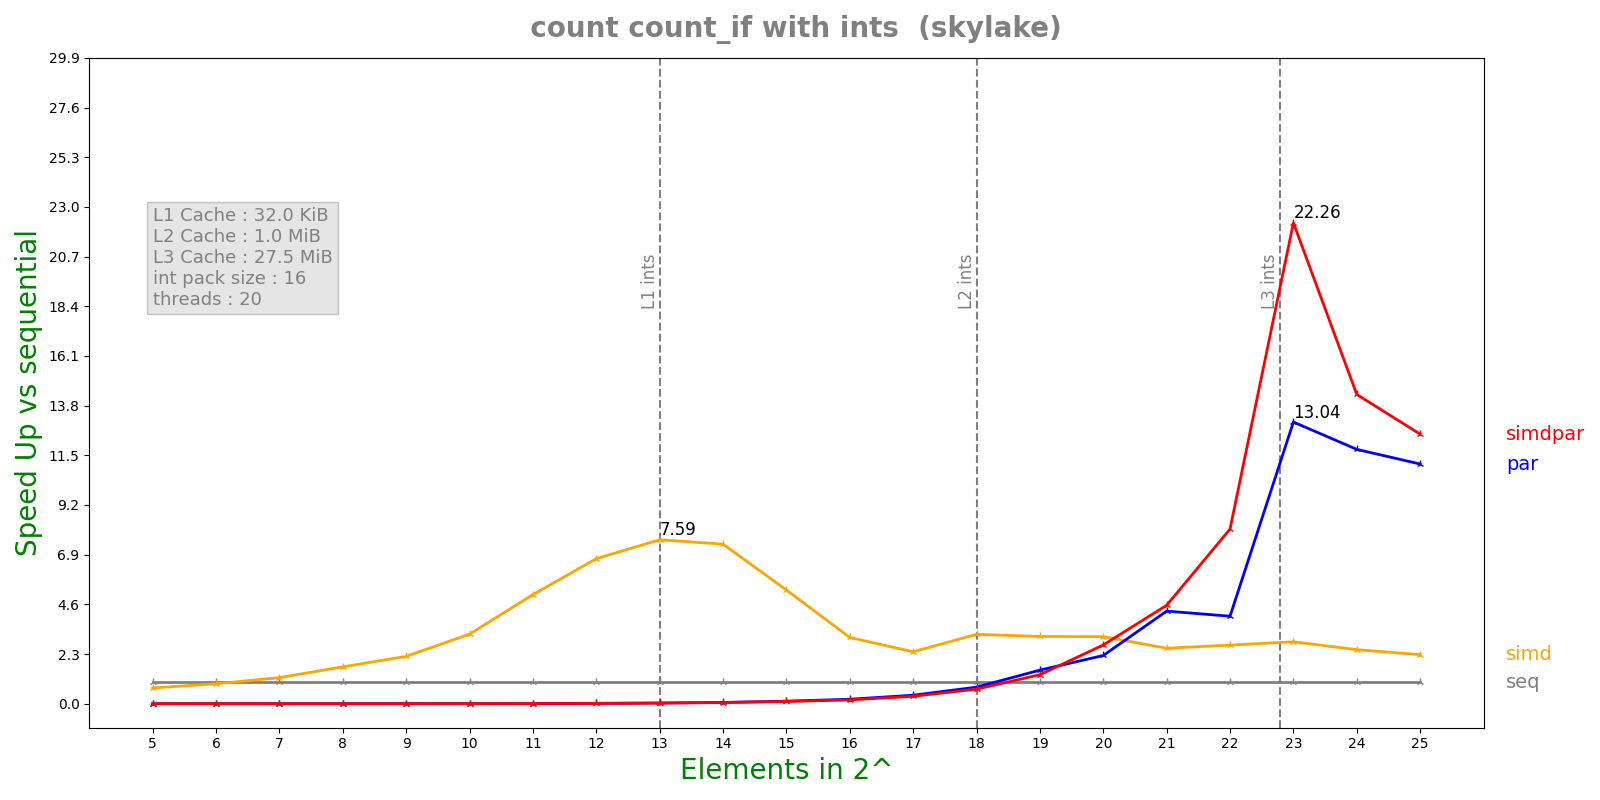 count count_if with ints (skylake)
Speed Up vs sequential
29.9
27.6
25.3
23.0
20.7
18.4
16.1
13.8
11.5
9.2
6.9
4.6
2.3
0.0
L1 Cache : 32.0 KiB
L2 Cache : 1.0 MiB
L3 Cache : 27.5 MiB
int pack size : 16
threads : 20
L1 ints
L2 ints
L3 ints
7.59
22.26
13.04
simdpar
par
simd
seq
5 6 7 8 9 10 11 12 13 14 15 16 17 18 19 20 21 22 23 24 25
Elements in 2^